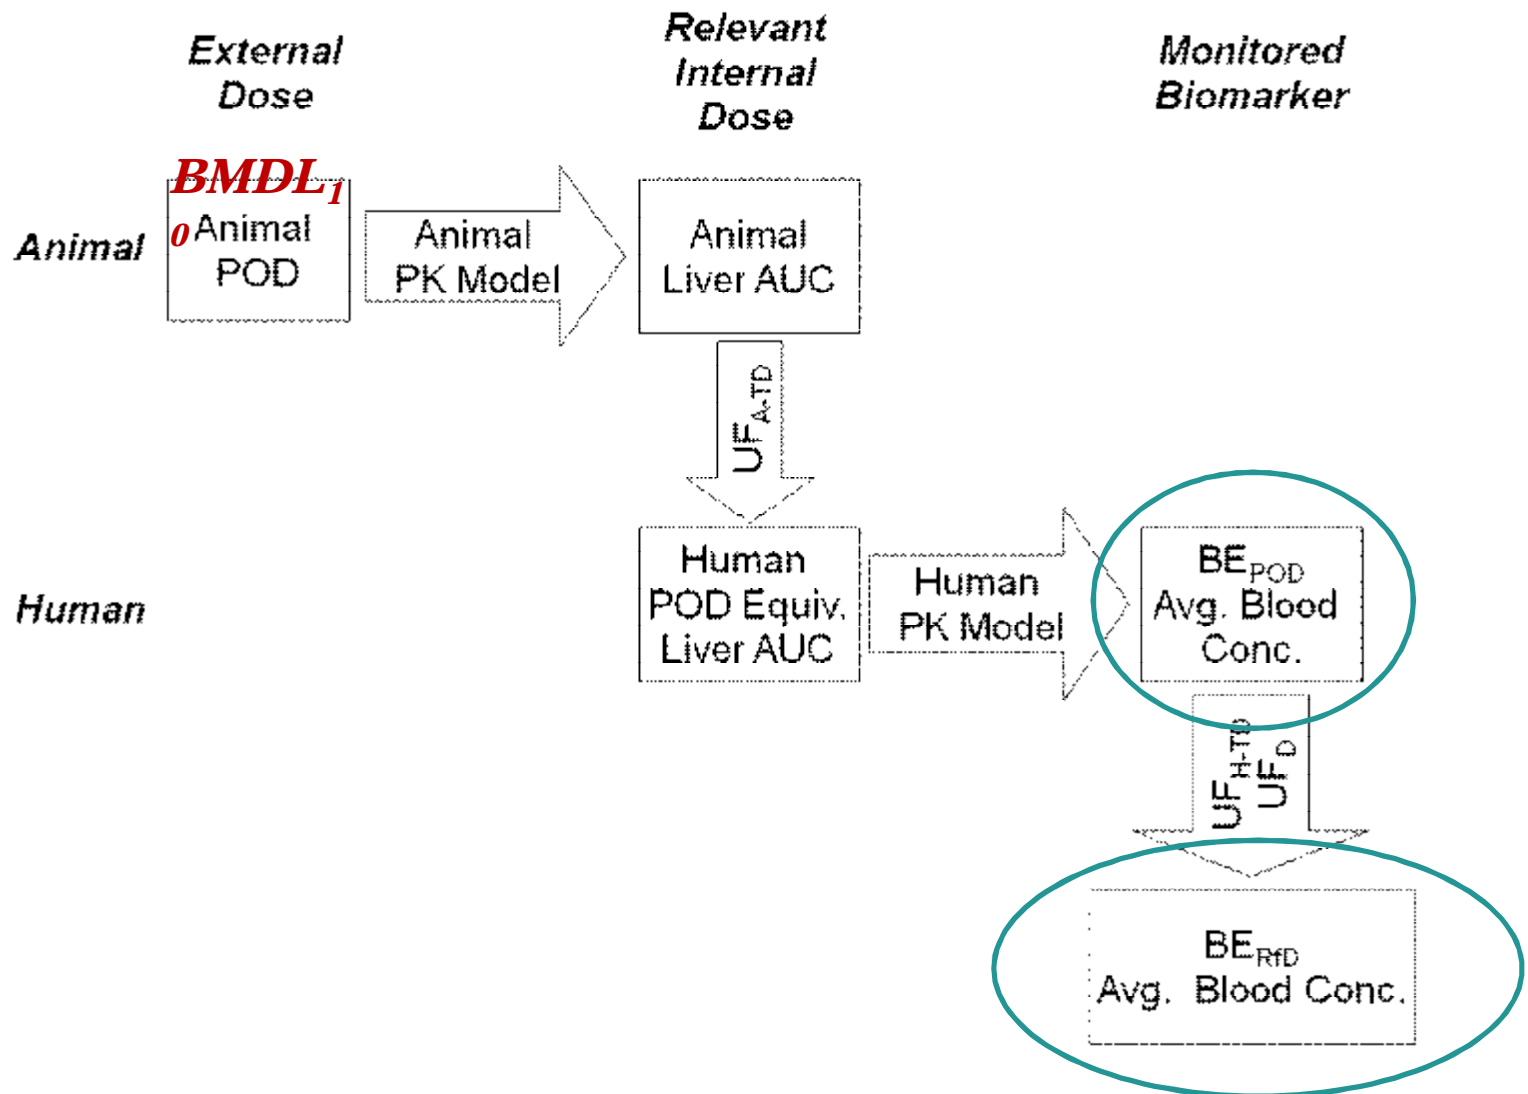 External
Dose
Relevant
Internal
Dose
Monitored
Biomarker
Animal
BMDL1
0
Animal
POD
Animal
PK Model
Animal
Liver AUC
UFA-TD
Human
Human
POD Equiv.
Liver AUC
Human
PK Model
BEPOD
Avg. Blood
Conc.
UFH-TD
UFD
BERfD
Avg. Blood Conc.